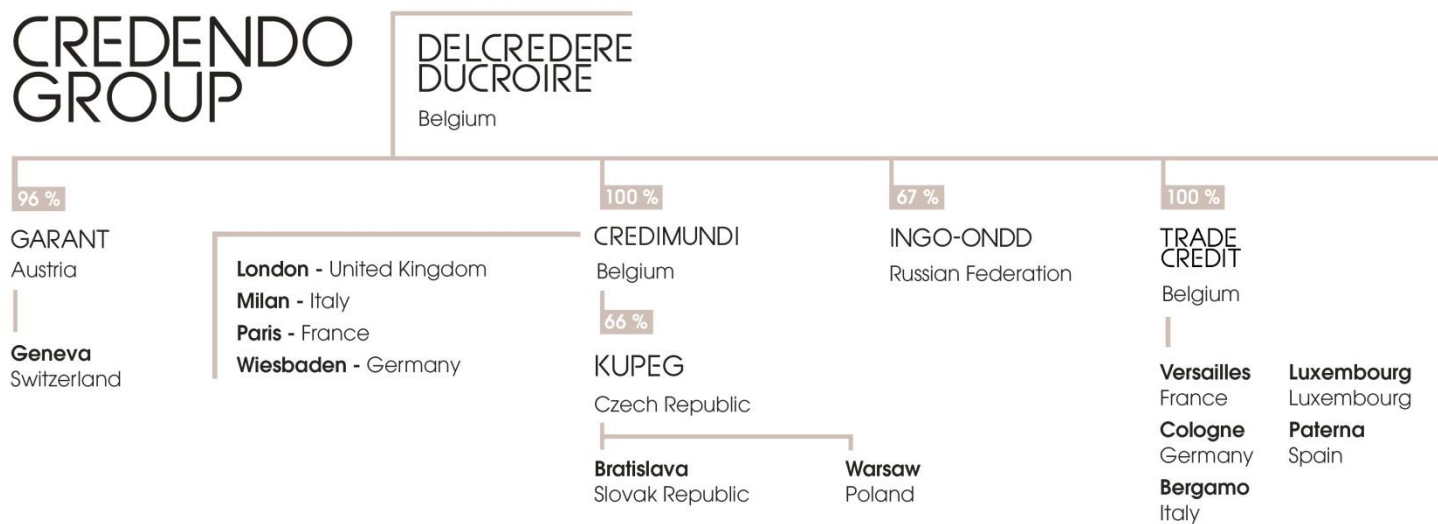 CREDENDO
GROUP
DELCREDERE
DUCROIRE
Belgium
96 %
GARANT
Austria
Geneva
Switzerland
London - United Kingdom
Milan - Italy
Paris - France
Wiesbaden - Germany
100 %
CREDIMUNDI
Belgium
66 %
KUPEG
Czech Republic
Bratislava
Slovak Republic
Warsaw
Poland
67 %
INGO-ONDD
Russian Federation
100 %
TRADE
CREDIT
Belgium
Versailles
France
Cologne
Germany
Bergamo
Italy
Luxembourg
Luxembourg
Paterna
Spain